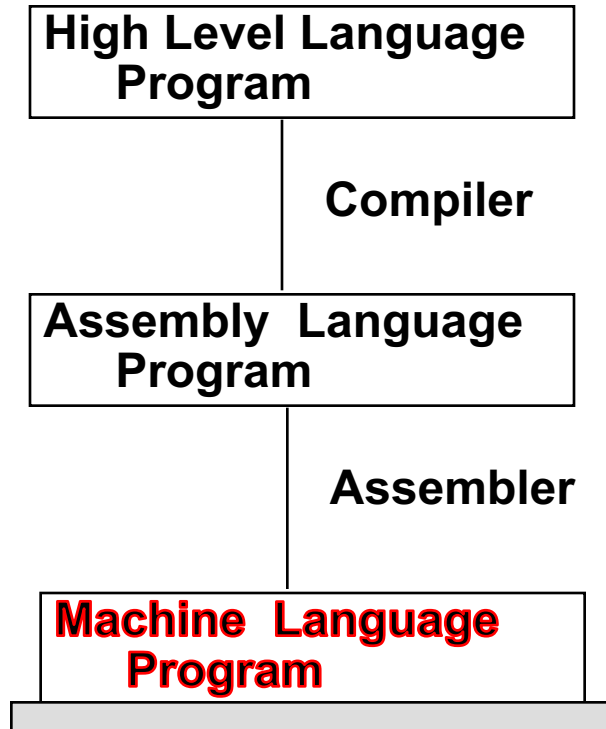 High Level Language
Program
Compiler
Assembly Language
Program
Assembler
Machine Language
Program